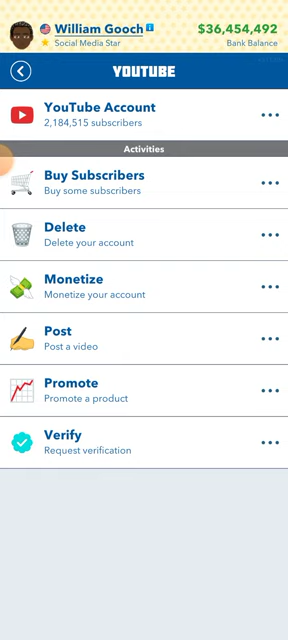 William Gooch
$36,454,492
Social Media Star
Bank Balance
YOUTUBE
YouTube Account
2,184,515 subscribers
Activities
Buy Subscribers
Buy some subscribers
Delete
Delete your account
Monetize
Monetize your account
Post
Post a video
Promote
Promote a product
Verify
Request verification